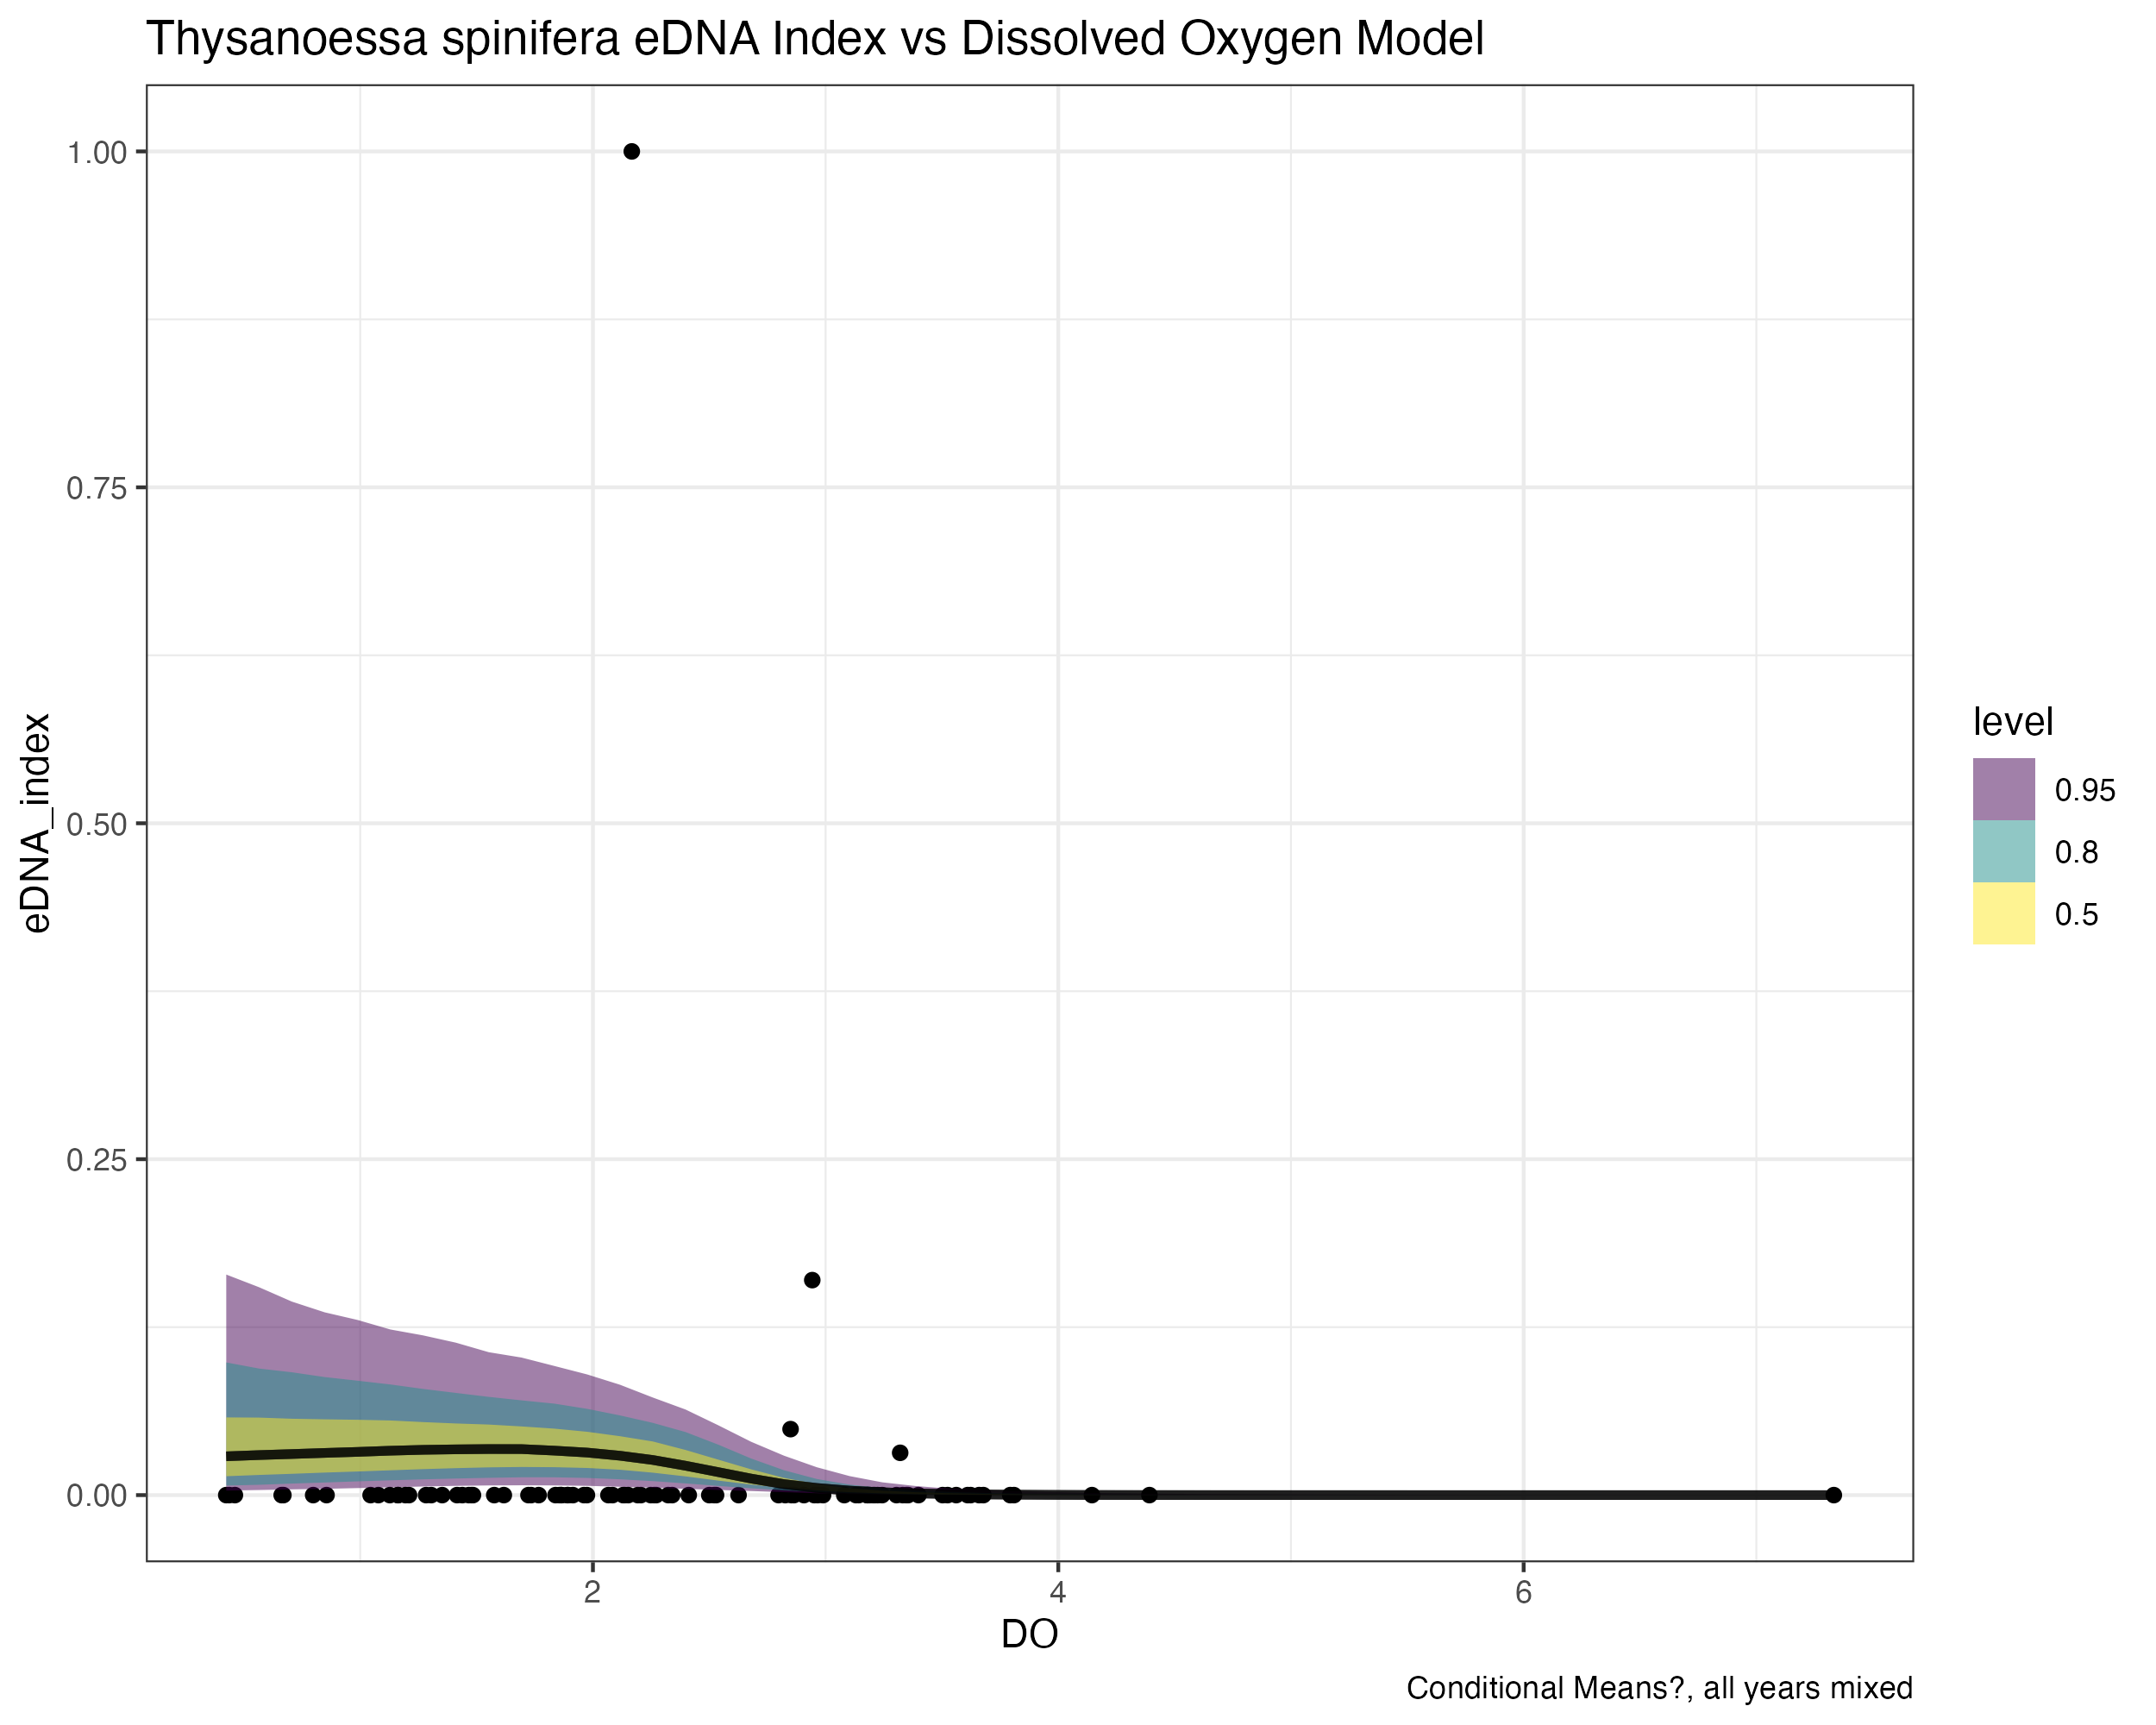 Thysanoessa spinifera eDNA Index vs Dissolved Oxygen Model
eDNA_index
1.00
0.75
0.50
0.25
0.00
2
4
6
DO
level
0.95
0.8
0.5
Conditional Means?, all years mixed